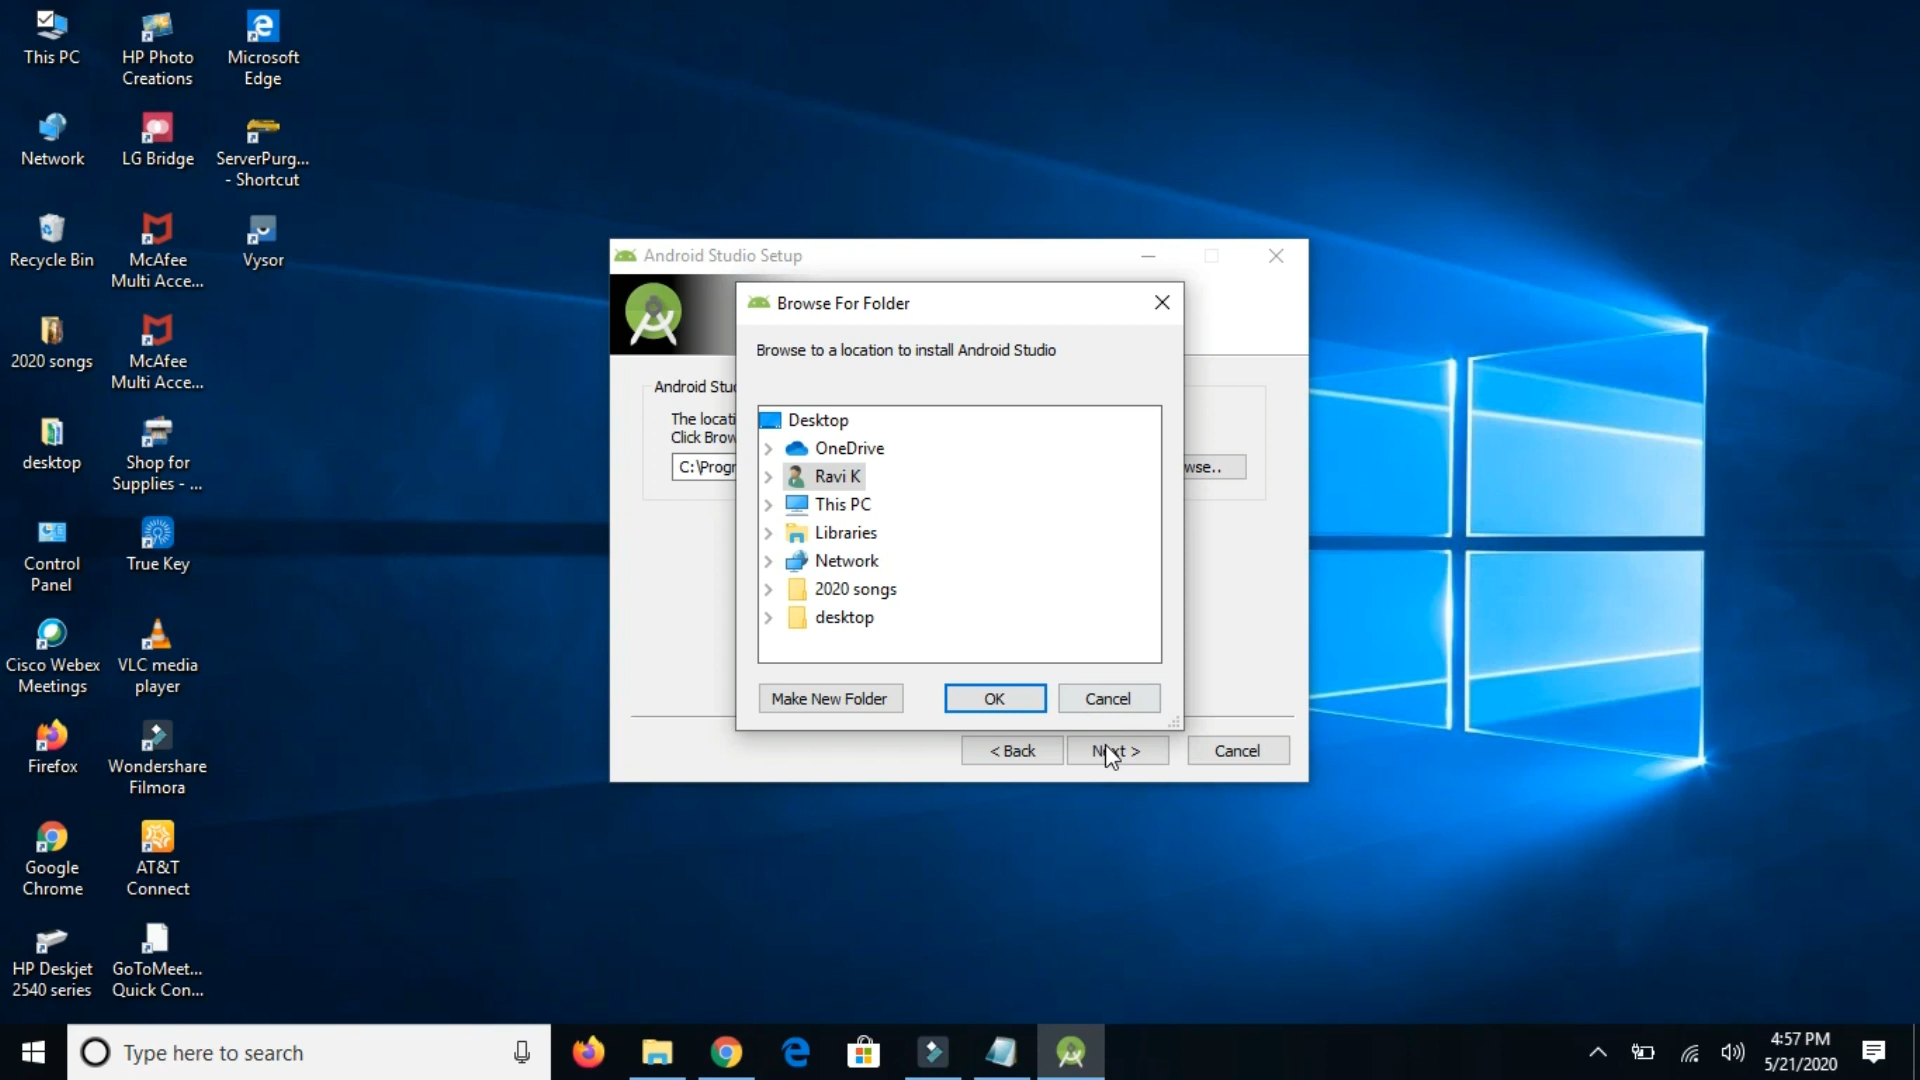 This PC
HP Photo
Creations
Microsoft
Edge
Network
LG Bridge
ServerPurg...
- Shortcut
Recycle Bin
McAfee
Multi Acce...
Vysor
2020 songs
McAfee
Multi Acce...
desktop
Shop for
Supplies - ...
Control
Panel
True Key
Cisco Webex
Meetings
VLC media
player
Firefox
Wondershare
Filmora
Google
Chrome
AT&T
Connect
HP Deskjet
2540 series
GoToMeet...
Quick Con...
Android Studio Setup
Android Stu
The locati
Click Brow
C:\Progr
wse..
< Back
Next >
Cancel
Browse For Folder
Browse to a location to install Android Studio
Desktop
OneDrive
Ravi K
This PC
Libraries
Network
2020 songs
desktop
Make New Folder
OK
Cancel
Type here to search
4:57 PM
5/21/2020